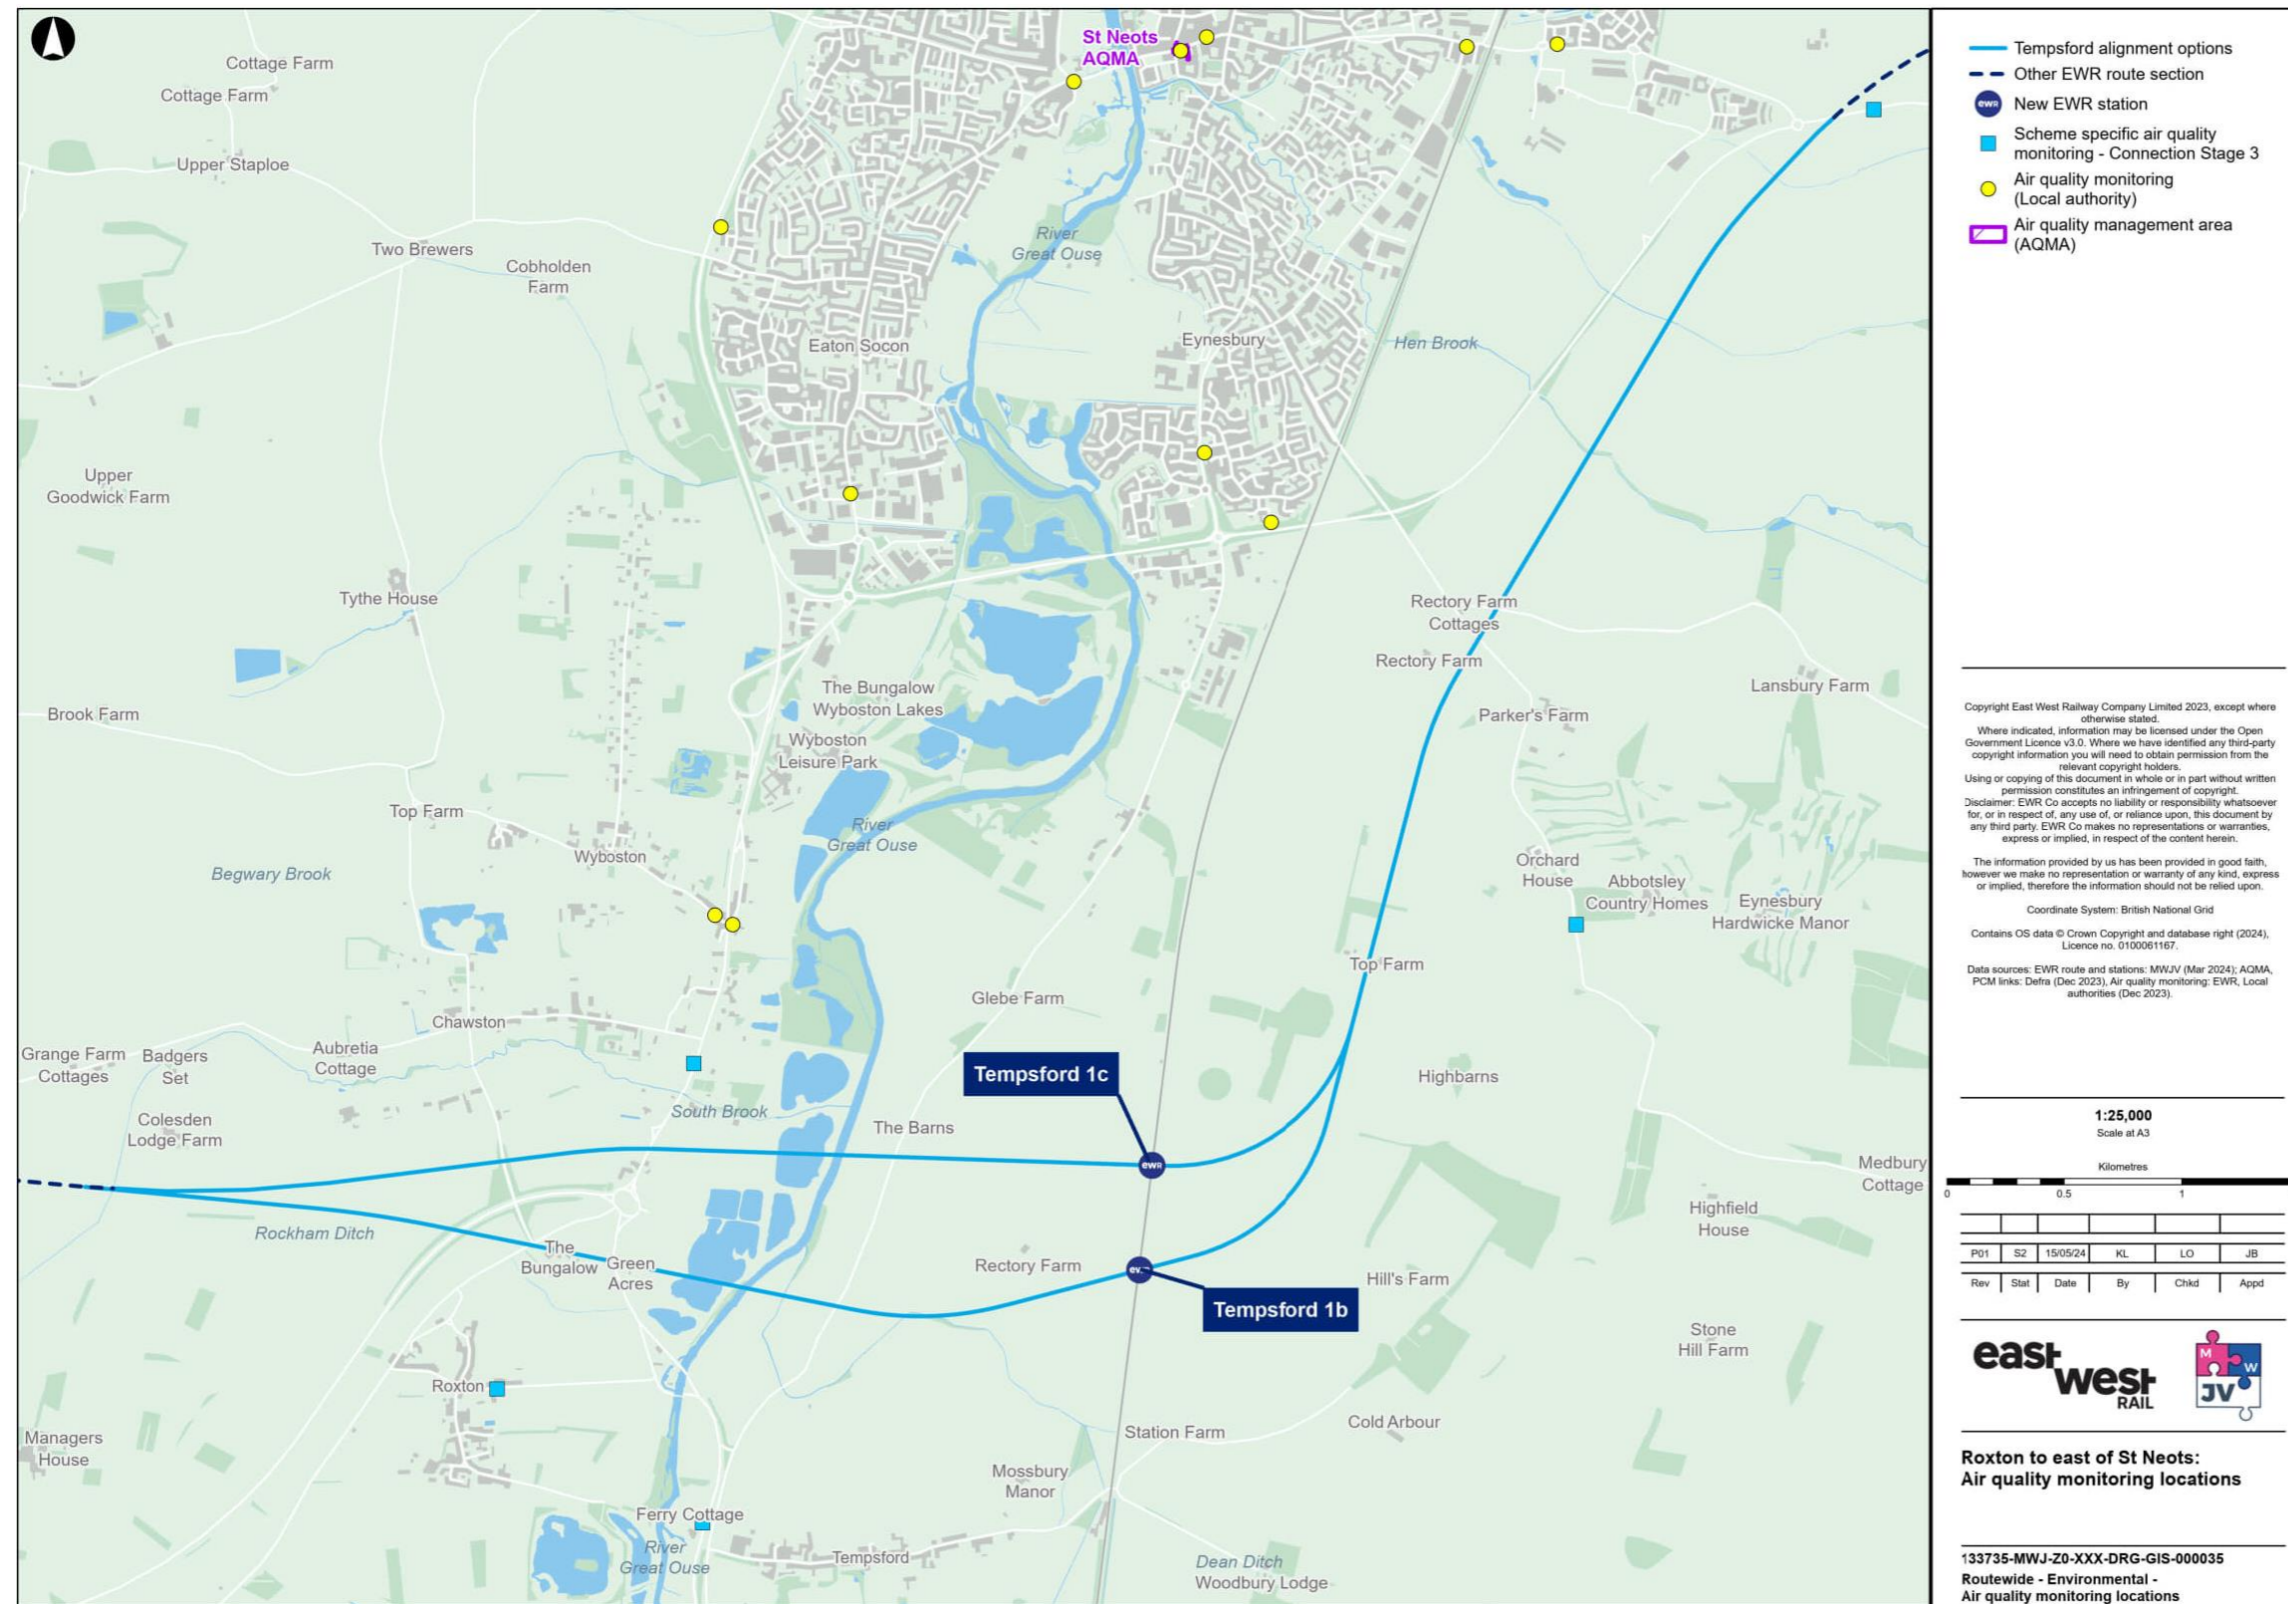 St Neots
AQMA
Cottage Farm
Cottage Farm
Upper Staploe
Two Brewers
Cobholden
Farm
River
Great Ouse
Eaton Socon
Eynesbury
Hen Brook
Upper
Goodwick Farm
Tythe House
Rectory Farm
Cottages
Rectory Farm
Lansbury Farm
The Bungalow
Wyboston Lakes
Brook Farm
Parker's Farm
Wyboston
Leisure Park
Top Farm
River
Great Ouse
Wyboston
Begwary Brook
Orchard
House
Abbotsley
Country Homes
Eynesbury
Hardwicke Manor
Top Farm
Glebe Farm
Chawston
Grange Farm
Cottages
Badgers
Set
Aubretia
Cottage
Tempsford 1c
Highbarns
South Brook
Colesden
Lodge Farm
The Barns
ewr
Medbury
Cottage
Rockham Ditch
Highfield
House
The
Bungalow
Green
Acres
Rectory Farm
Hill's Farm
Tempsford 1b
Stone
Hill Farm
Roxton
Cold Arbour
Station Farm
Managers
House
Mossbury
Manor
Ferry Cottage
River
Great Ouse
Tempsford
Dean Ditch
Woodbury Lodge
Tempsford alignment options
Other EWR route section
ewr New EWR station
Scheme specific air quality
monitoring - Connection Stage 3
Air quality monitoring
(Local authority)
Air quality management area
(AQMA)
Copyright East West Railway Company Limited 2023, except where
otherwise stated.
Where indicated, information may be licensed under the Open
Government Licence v3.0. Where we have identified any third-party
copyright information you will need to obtain permission from the
relevant copyright holders.
Using or copying of this document in whole or in part without written
permission constitutes an infringement of copyright.
Disclaimer: EWR Co accepts no liability or responsibility whatsoever
for, or in respect of, any use of, or reliance upon, this document by
any third party. EWR Co makes no representations or warranties,
express or implied, in respect of the content herein.
The information provided by us has been provided in good faith,
however we make no representation or warranty of any kind, express
or implied, therefore the information should not be relied upon.
Coordinate System: British National Grid
Contains OS data © Crown Copyright and database right (2024),
Licence no. 0100061167.
Data sources: EWR route and stations: MWJV (Mar 2024); AQMA,
PCM links: Defra (Dec 2023), Air quality monitoring: EWR, Local
authorities (Dec 2023).
1:25,000
Scale at A3
Kilometres
0 0.5 1
P01 S2 15/05/24 KL LO JB
Rev Stat Date By Chkd Appd
east
west
RAIL
M
W
JV
Roxton to east of St Neots:
Air quality monitoring locations
133735-MWJ-Z0-XXX-DRG-GIS-000035
Routewide - Environmental -
Air quality monitoring locations